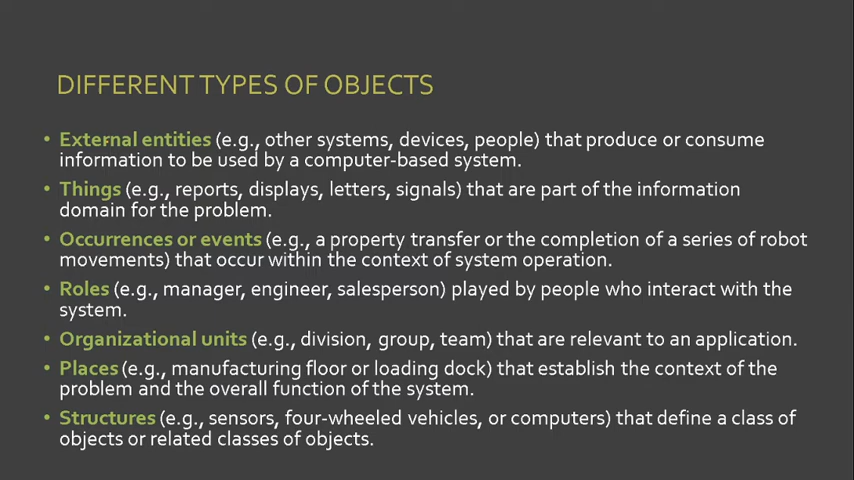 DIFFERENT TYPES OF OBJECTS
• External entities (e.g., other systems, devices, people) that produce or consume
information to be used by a computer-based system.
• Things (e.g., reports, displays, letters, signals) that are part of the information
domain for the problem.
• Occurrences or events (e.g., a property transfer or the completion of a series of robot
movements) that occur within the context of system operation.
• Roles (e.g., manager, engineer, salesperson) played by people who interact with the
system.
• Organizational units (e.g., division, group, team) that are relevant to an application.
• Places (e.g., manufacturing floor or loading dock) that establish the context of the
problem and the overall function of the system.
• Structures (e.g., sensors, four-wheeled vehicles, or computers) that define a class of
objects or related classes of objects.